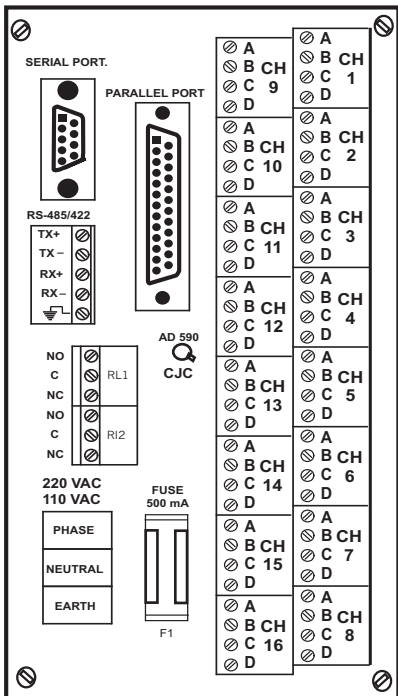 SERIAL PORT.
PARALLEL PORT
RS-485/422
TX+
TX –
RX+
RX –
AD 590
CJC
NO
C
NC
RL1
NO
C
NC
Rl2
220 VAC
110 VAC
PHASE
NEUTRAL
EARTH
FUSE
500 mA
F1
A
B CH
C 9
D
A
B CH
C 10
D
A
B CH
C 11
D
A
B CH
C 12
D
A
B CH
C 13
D
A
B CH
C 14
D
A
B CH
C 15
D
A
B CH
C 16
D
A
B CH
C 1
D
A
B CH
C 2
D
A
B CH
C 3
D
A
B CH
C 4
D
A
B CH
C 5
D
A
B CH
C 6
D
A
B CH
C 7
D
A
B CH
C 8
D